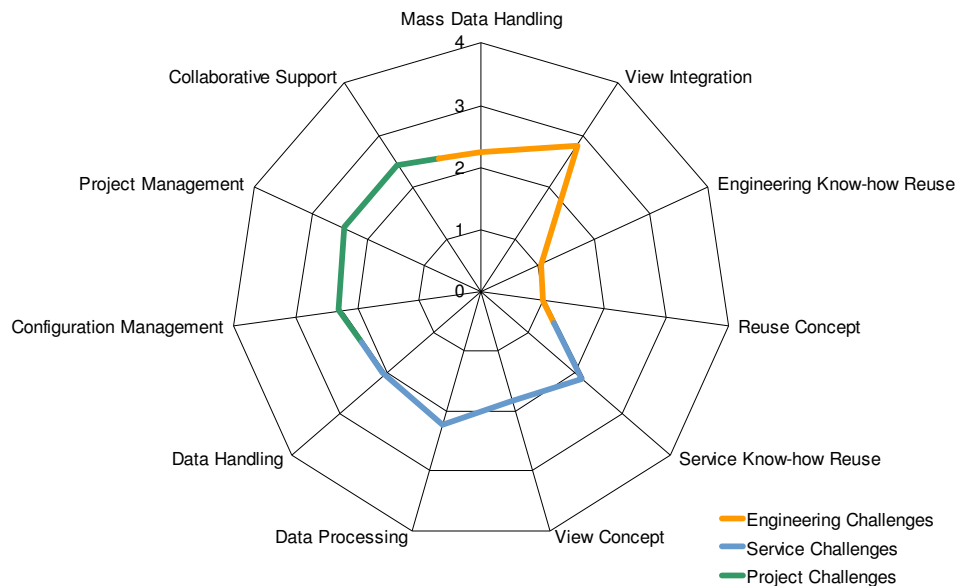 Mass Data Handling
4
Collaborative Support
View Integration
3
Project Management
Engineering Know-how Reuse
2
1
0
Configuration Management
Reuse Concept
Data Handling
Service Know-how Reuse
Data Processing
View Concept
Engineering Challenges
Service Challenges
Project Challenges